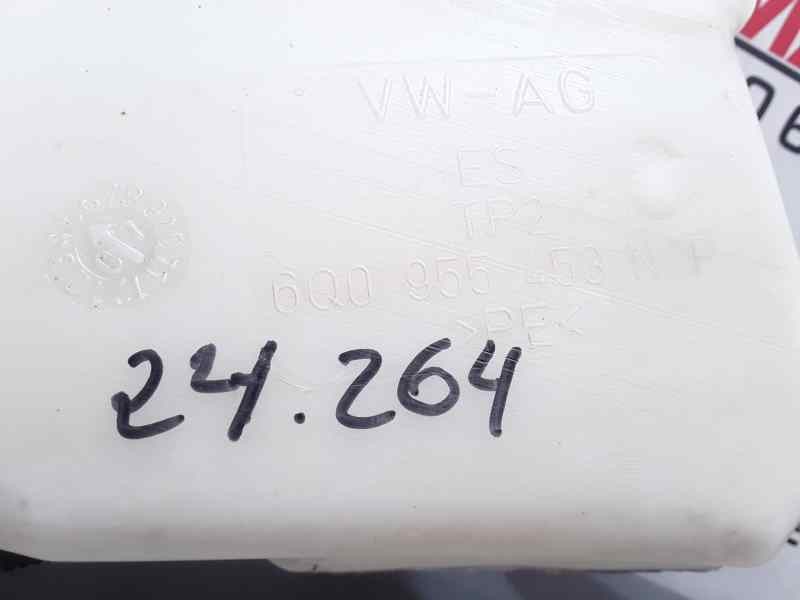 VW-AG
ES
TP2
6Q0 955 453 N P
>PE<
24.264